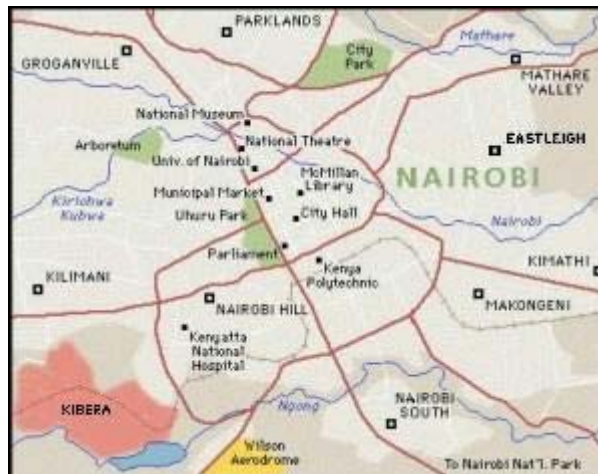 PARKLANDS
GROGANVILLE
City
Park
Mathare
MATHARE
VALLEY
National Museum
EASTLEIGH
Arboretum
National Theatre
Univ. of Nairobi
McMillan
Library
NAIROBI
Municipal Market
Kirichwa
Kubwa
Uhuru Park
City Hall
Nairobi
Parliament
Kenya
Polytechnic
KIMATHI
KILIMANI
NAIROBI HILL
MAKONGENI
Kenyatta
National
Hospital
KIBERA
Ngong
NAIROBI
SOUTH
Wilson
Aerodrome
To Nairobi Nat'l. Park